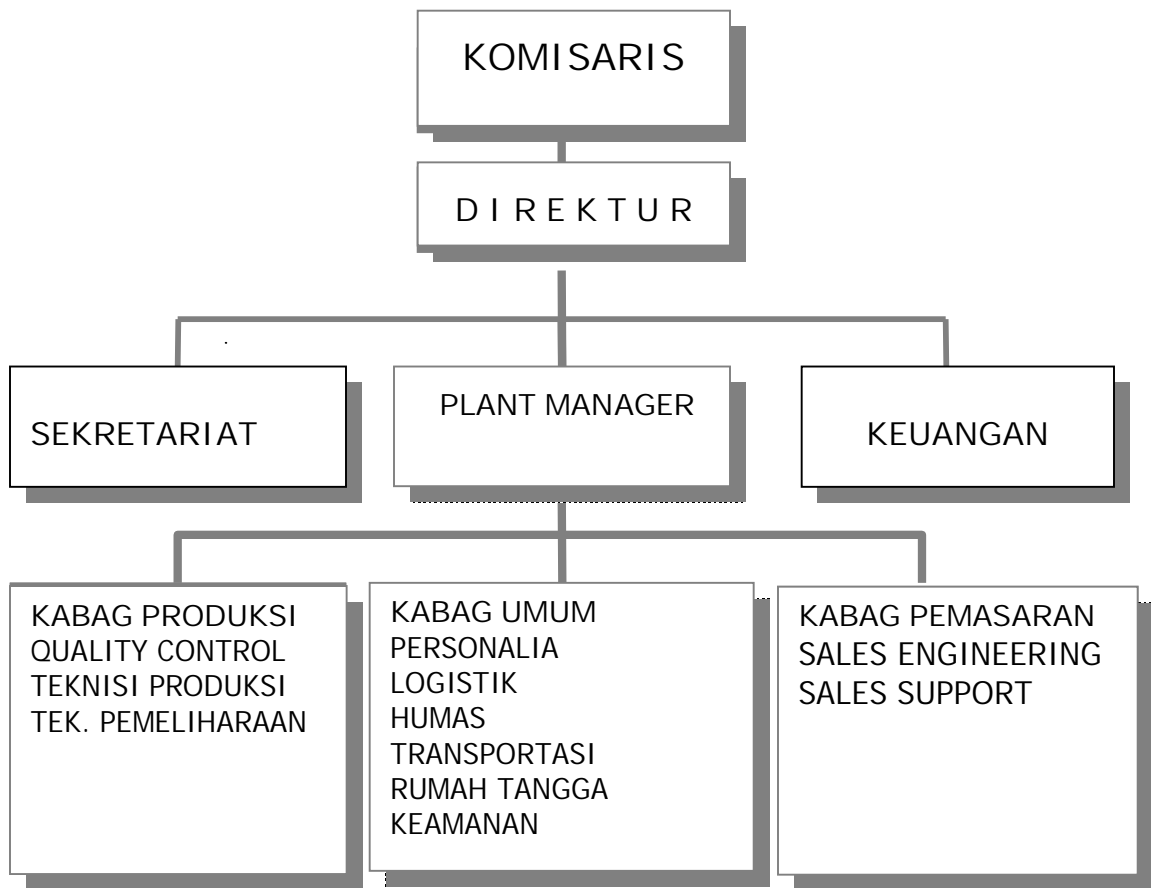 KOMISARIS
DIREKTUR
SEKRETARIAT
PLANT MANAGER
KEUANGAN
KABAG PRODUKSI
QUALITY CONTROL
TEKNISI PRODUKSI
TEK. PEMELIHARAAN
KABAG UMUM
PERSONALIA
LOGISTIK
HUMAS
TRANSPORTASI
RUMAH TANGGA
KEAMANAN
KABAG PEMASARAN
SALES ENGINEERING
SALES SUPPORT